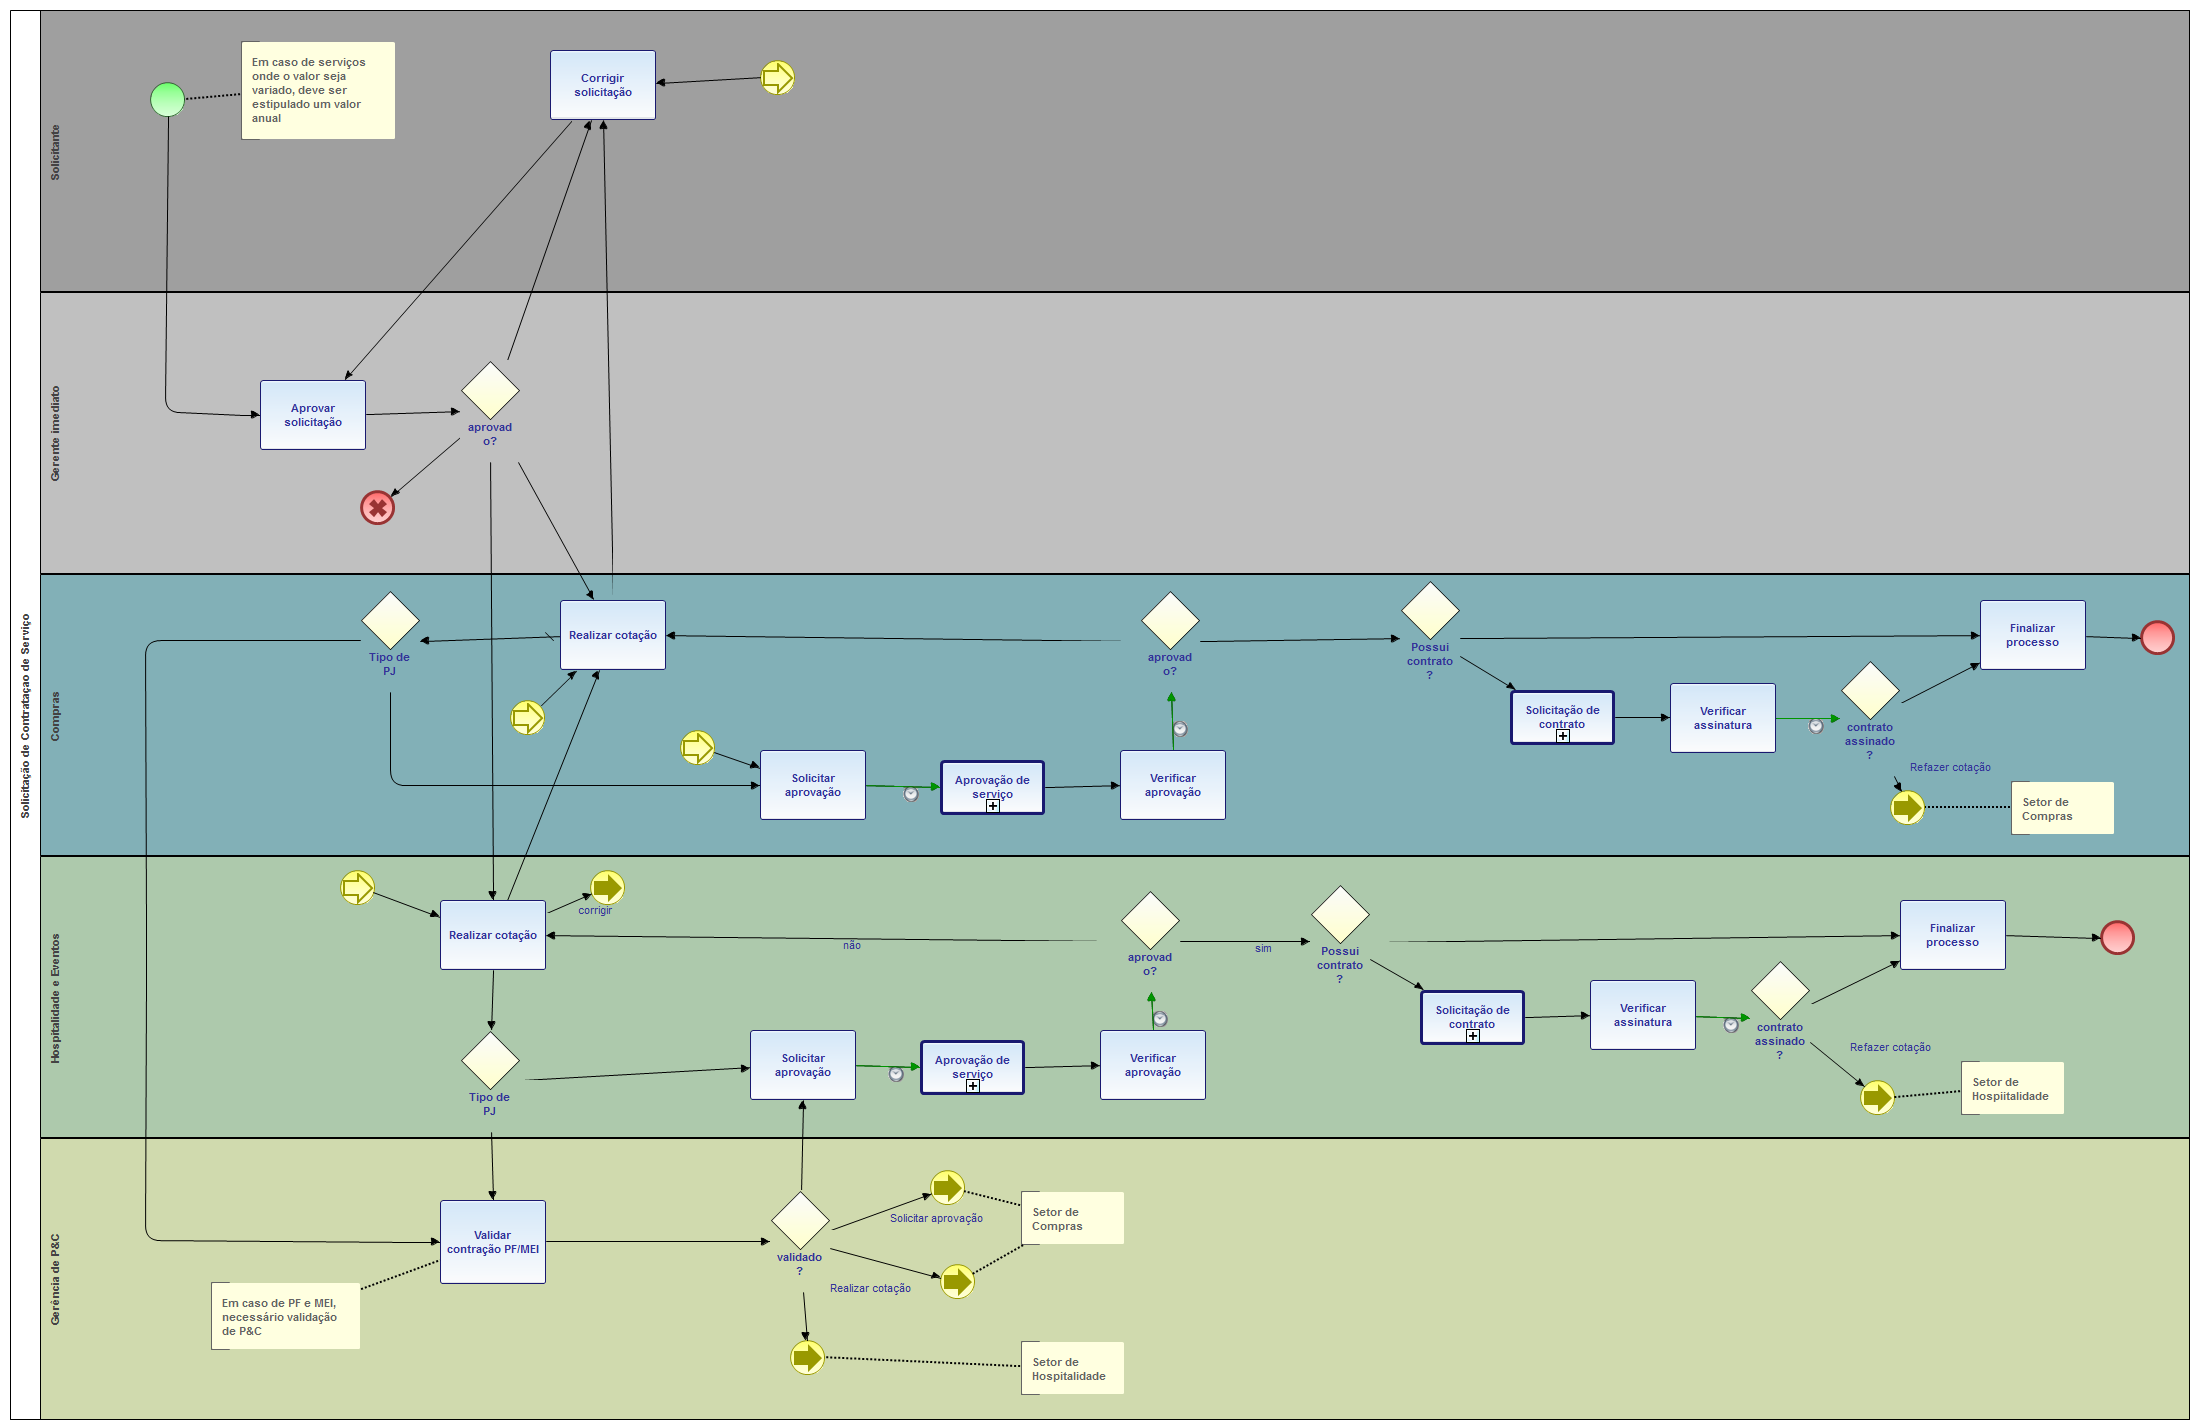 Solicitação de Contrataçao de Serviço
Solicitante
Em caso de serviços
onde o valor seja
variado, deve ser
estipulado um valor
anual
Corrigir
solicitação
Gerente imediato
Aprovar
solicitação
aprovad
o?
Compras
Tipo de
PJ
Realizar cotação
Solicitar
aprovação
Aprovação de
serviço
Verificar
aprovação
aprovad
o?
Possui
contrato
?
Solicitação de
contrato
Verificar
assinatura
contrato
assinado
?
Finalizar
processo
Refazer cotação
Setor de
Compras
Hospitalidade e Eventos
Realizar cotação
corrigir
não
Tipo de
PJ
Solicitar
aprovação
Aprovação de
serviço
Verificar
aprovação
aprovad
o?
sim
Possui
contrato
?
Solicitação de
contrato
Verificar
assinatura
contrato
assinado
?
Finalizar
processo
Refazer cotação
Setor de
Hospiitalidade
Gerência de P&C
Validar
contração PF/MEI
Em caso de PF e MEI,
necessário validação
de P&C
validado
?
Solicitar aprovação
Realizar cotação
Setor de
Compras
Setor de
Hospitalidade